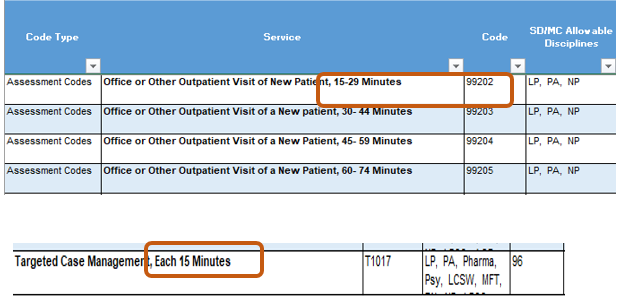 Code Type Service Code SD/MC Allowable Disciplines
Assessment Codes Office or Other Outpatient Visit of New Patient, 15-29 Minutes 99202 LP, PA, NP
Assessment Codes Office or Other Outpatient Visit of a New patient, 30- 44 Minutes 99203 LP, PA, NP
Assessment Codes Office or Other Outpatient Visit of a New Patient, 45- 59 Minutes 99204 LP, PA, NP
Assessment Codes Office or Other Outpatient Visit of a New Patient, 60- 74 Minutes 99205 LP, PA, NP
Targeted Case Management, Each 15 Minutes T1017 LP, PA, Pharma, 96
Psy, LCSW, MFT,